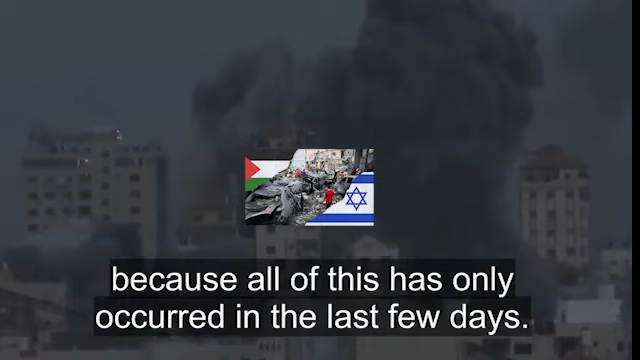 because all of this has only
occurred in the last few days.